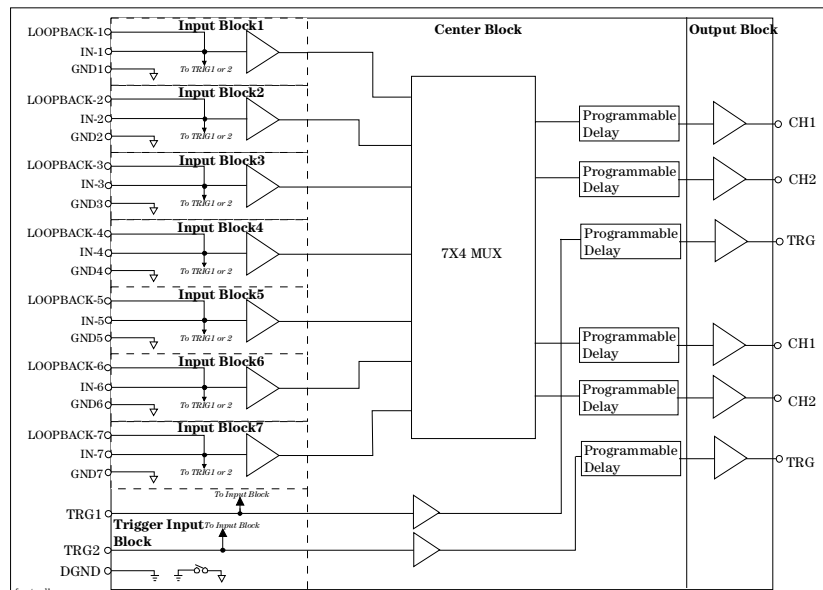 Input Block1
Center Block
Output Block
LOOPBACK-1
IN-1
To TRIG1 or 2
GND1
Input Block2
LOOPBACK-2
IN-2
To TRIG1 or 2
GND2
Input Block3
LOOPBACK-3
IN-3
To TRIG1 or 2
GND3
Input Block4
LOOPBACK-4
IN-4
To TRIG1 or 2
GND4
Input Block5
LOOPBACK-5
IN-5
To TRIG1 or 2
GND5
Input Block6
LOOPBACK-6
IN-6
To TRIG1 or 2
GND6
Input Block7
LOOPBACK-7
IN-7
To TRIG1 or 2
GND7
7X4 MUX
Programmable
Delay
CH1
Programmable
Delay
CH2
Programmable
Delay
TRG
Programmable
Delay
CH1
Programmable
Delay
CH2
Programmable
Delay
TRG
To Input Block
TRG1
Trigger Input
Block
To Input Block
TRG2
DGND